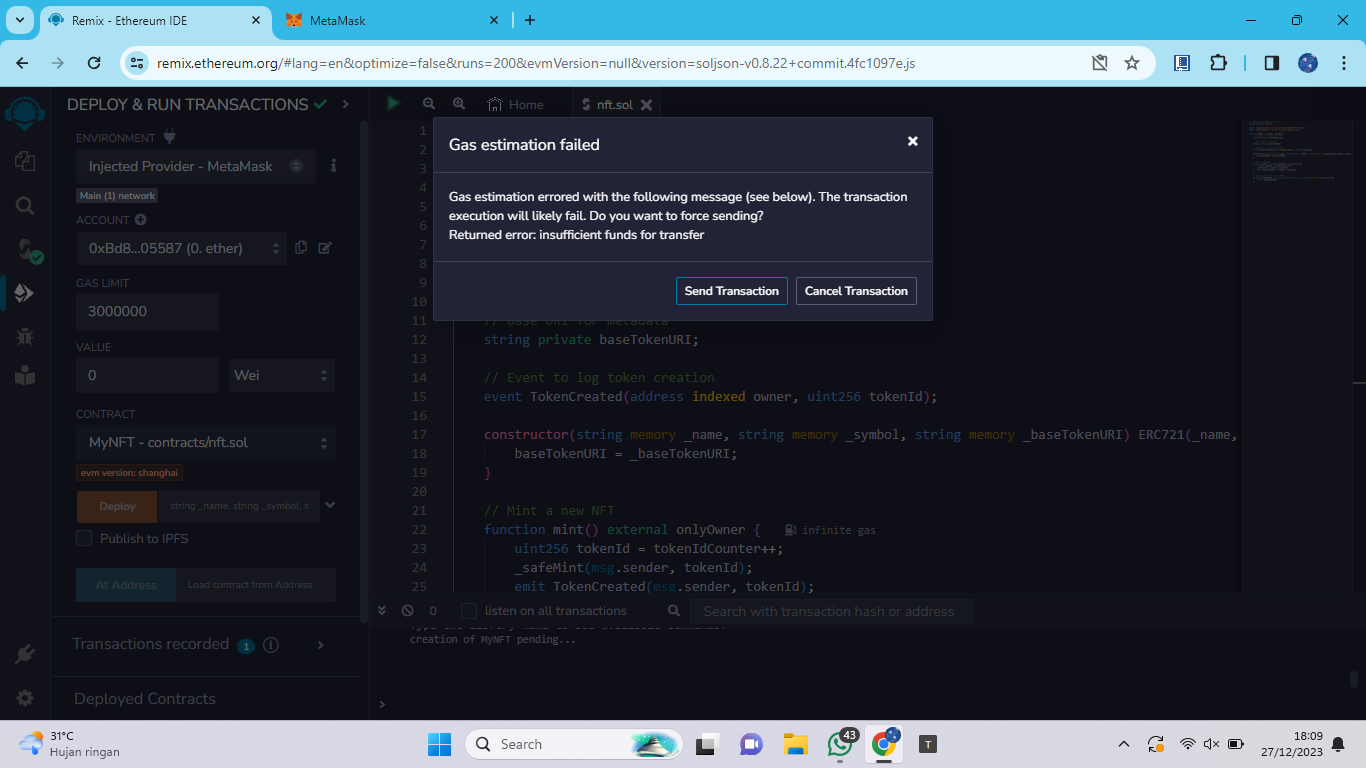 Remix - Ethereum IDE
MetaMask
remix.ethereum.org/#lang=en&optimize=false&runs=200&evmVersion=null&version=soljson-v0.8.22+commit.4fc1097e.js
DEPLOY & RUN TRANSACTIONS
ENVIRONMENT
Injected Provider - MetaMask
Main (1) network
ACCOUNT
0xBd8...05587 (0. ether)
GAS LIMIT
3000000
VALUE
0
Wei
CONTRACT
MyNFT - contracts/nft.sol
evm version: shanghai
Deploy
string _name, string _symbol, s
Publish to IPFS
At Address
Load contract from Address
Transactions recorded 1
Deployed Contracts
Home
nft.sol
Gas estimation failed
Gas estimation errored with the following message (see below). The transaction
execution will likely fail. Do you want to force sending?
Returned error: insufficient funds for transfer
Send Transaction
Cancel Transaction
1
2
3
4
5
6
7
8
9
10
11 // Base URI for metadata
12 string private baseTokenURI;
13
14 // Event to log token creation
15 event TokenCreated(address indexed owner, uint256 tokenId);
16
17 constructor(string memory _name, string memory _symbol, string memory _baseTokenURI) ERC721(_name,
18 baseTokenURI = _baseTokenURI;
19 }
20
21 // Mint a new NFT
22 function mint() external onlyOwner { infinite gas
23 uint256 tokenId = tokenIdCounter++;
24 _safeMint(msg.sender, tokenId);
25 emit TokenCreated(msg.sender, tokenId);
0
listen on all transactions
Search with transaction hash or address
creation of MyNFT pending...
>
31°C
Hujan ringan
Search
43
T
18:09
27/12/2023